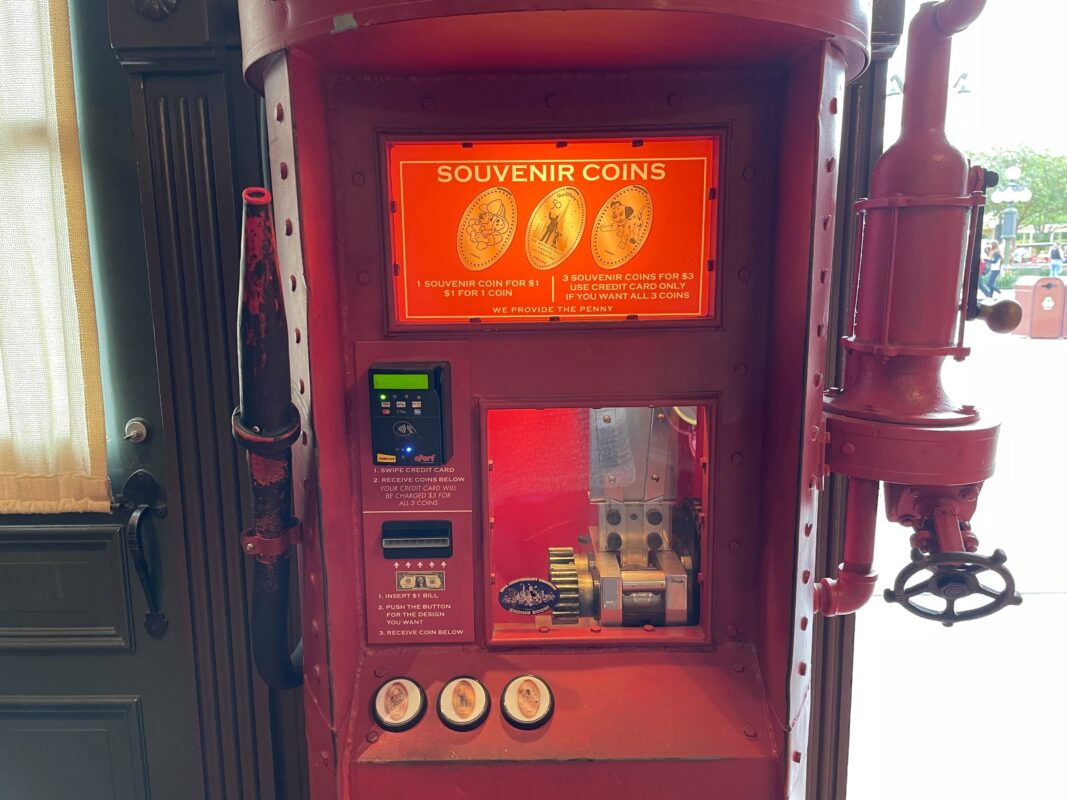 SOUVENIR COINS
1 SOUVENIR COIN FOR $1
$1 FOR 1 COIN
3 SOUVENIR COINS FOR $3
USE CREDIT CARD ONLY
IF YOU WANT ALL 3 COINS
WE PROVIDE THE PENNY
1. SWIPE CREDIT CARD
2. RECEIVE COINS BELOW
YOUR CREDIT CARD WILL
BE CHARGED $3 FOR
ALL 3 COINS
1. INSERT $1 BILL
2. PUSH THE BUTTON
FOR THE DESIGN
YOU WANT
3. RECEIVE COIN BELOW